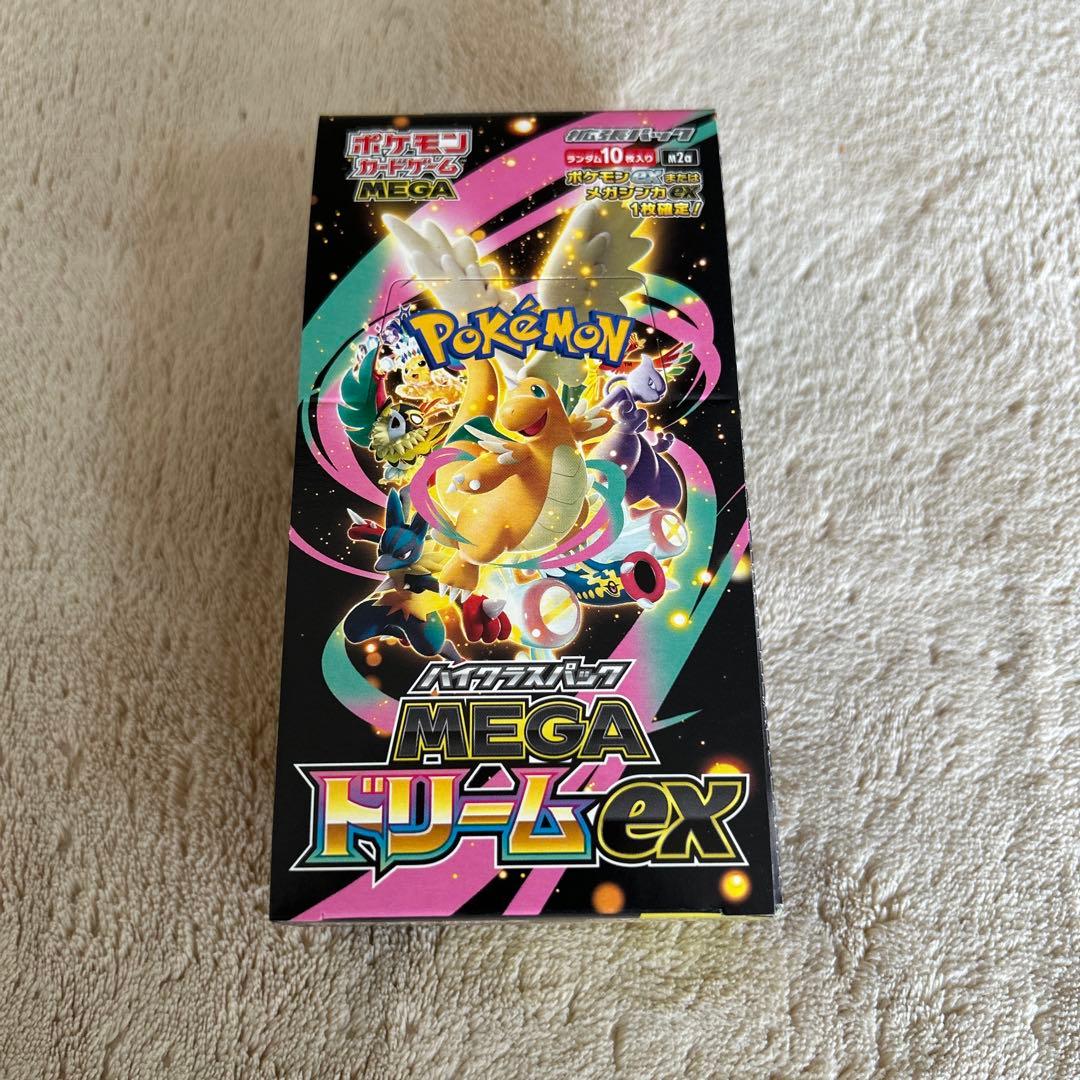 ポケモン
カードゲーム
MEGA
拡張パック
ランダム10枚入り M2a
ポケモンexまたは
メガシンカex
1枚確定!
POKÉMON
TM
ハイクラスパック
MEGA
ドリームex